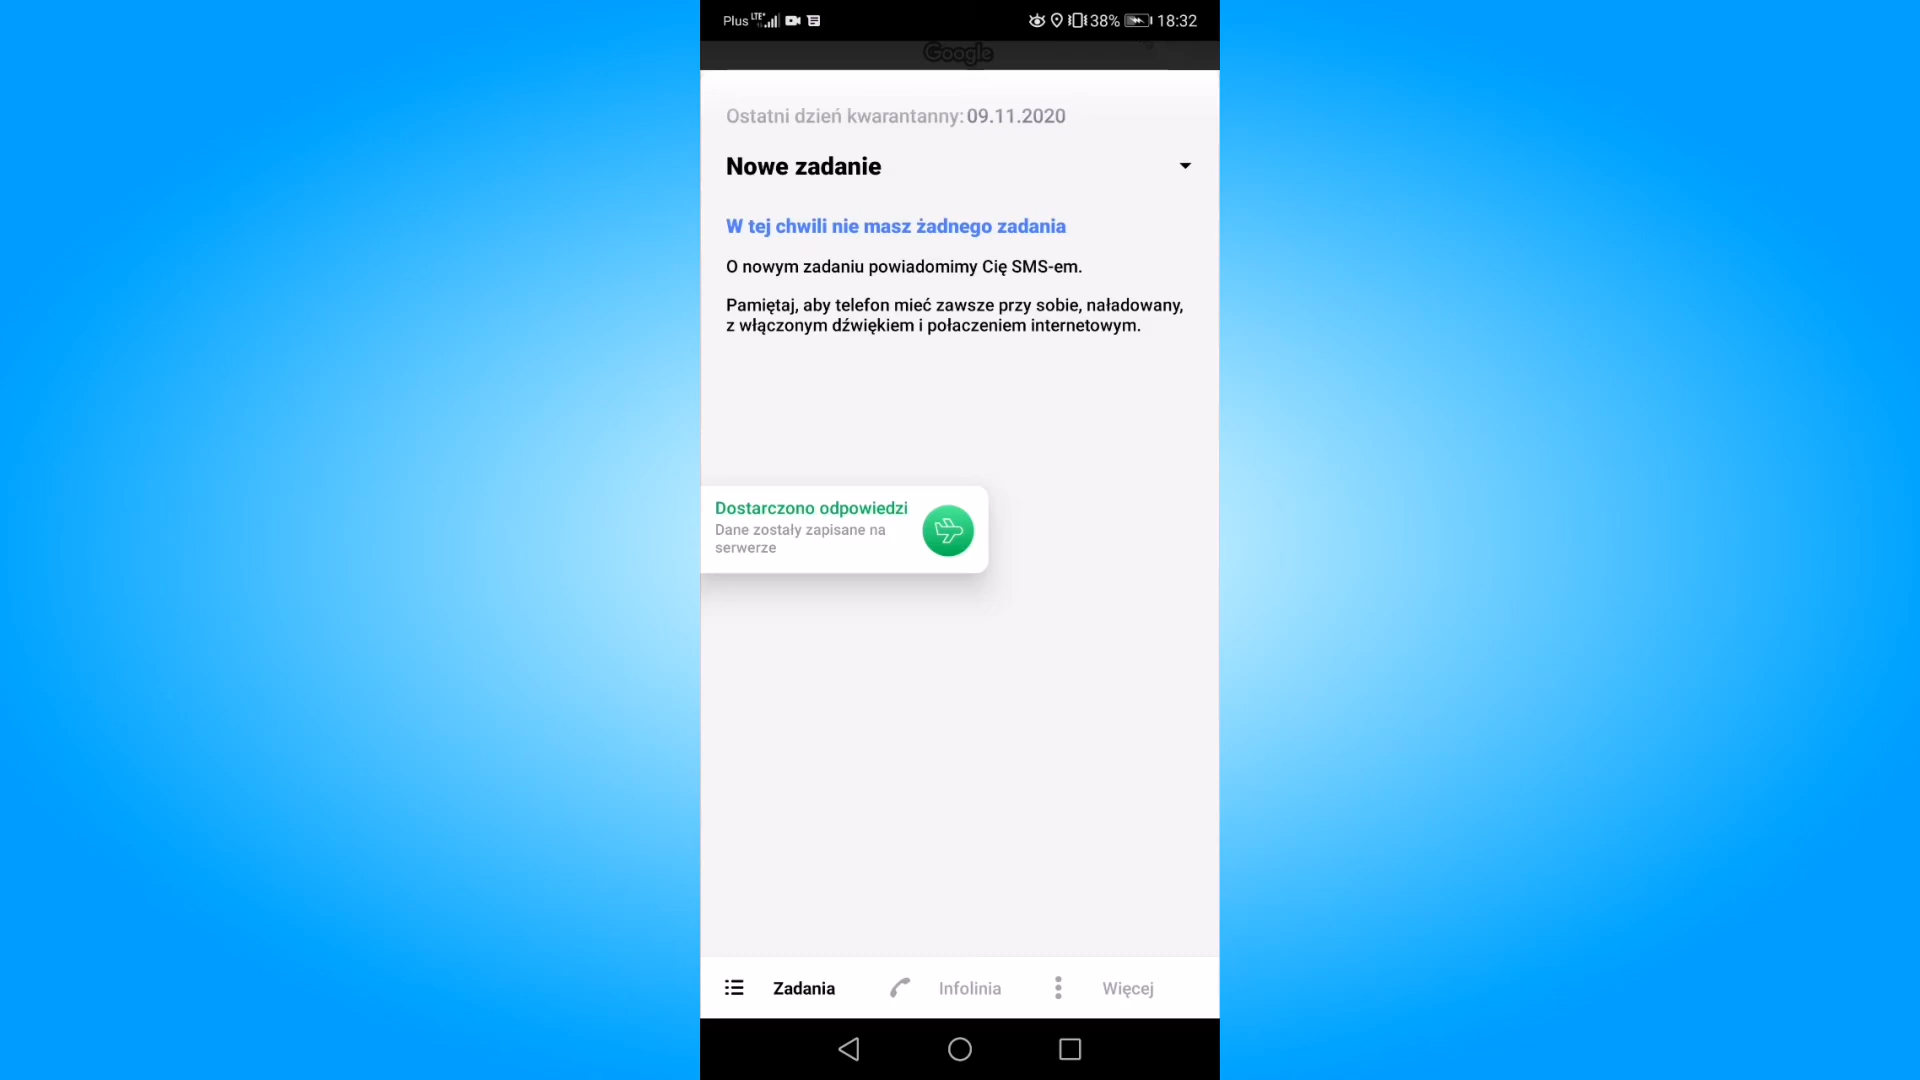 Plus LTE+ 38% 18:32
Google
Ostatni dzień kwarantanny: 09.11.2020
Nowe zadanie
W tej chwili nie masz żadnego zadania
O nowym zadaniu powiadomimy Cię SMS-em.
Pamiętaj, aby telefon mieć zawsze przy sobie, naładowany,
z włączonym dźwiękiem i połaczeniem internetowym.
Dostarczono odpowiedzi
Dane zostały zapisane na
serwerze
Zadania Infolinia Więcej